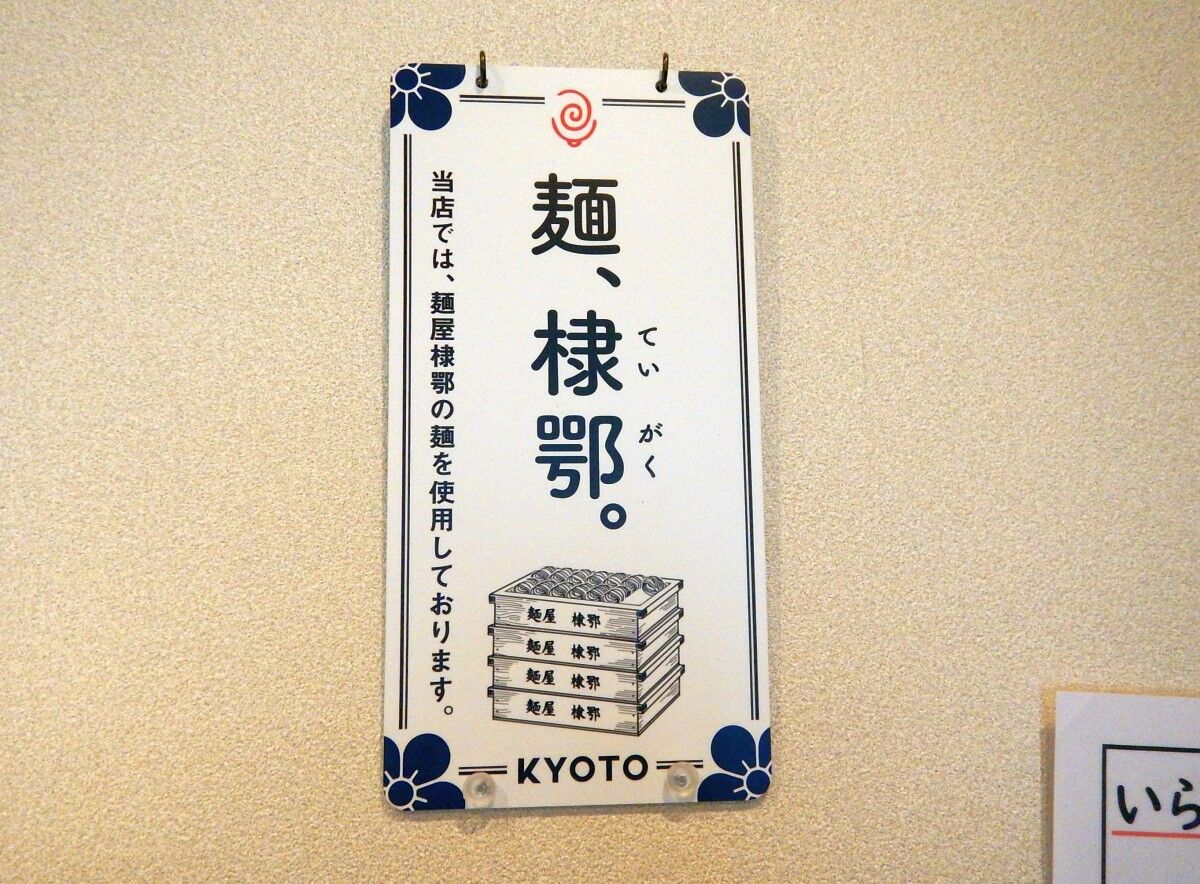 麺、棣鄂。
てい がく
当店では、麺屋棣鄂の麺を使用しております。
麺屋 棣鄂
麺屋 棣鄂
麺屋 棣鄂
麺屋 棣鄂
KYOTO
いら